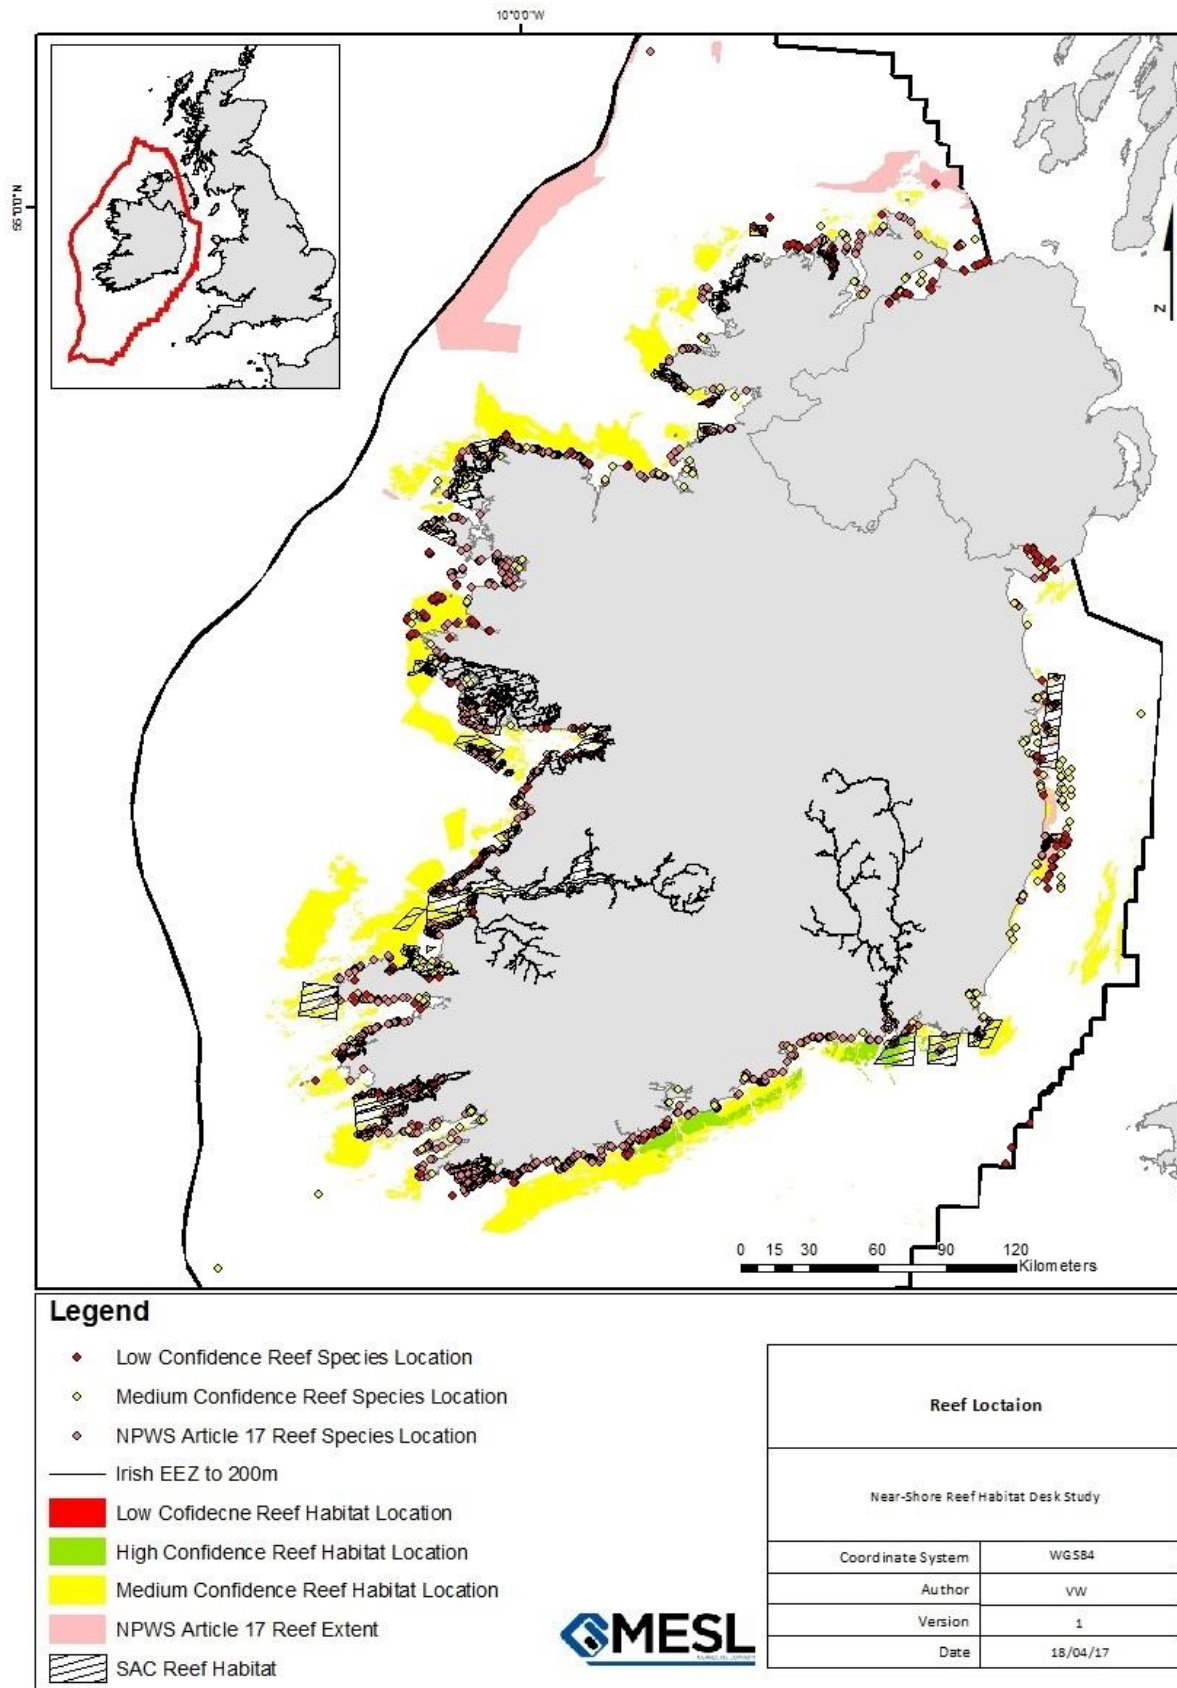 10°0'0"W
55°0'0"N
N
0 15 30 60 90 120
Kilometers
Legend
Low Confidence Reef Species Location
Medium Confidence Reef Species Location
NPWS Article 17 Reef Species Location
Irish EEZ to 200m
Low Cofidecne Reef Habitat Location
High Confidence Reef Habitat Location
Medium Confidence Reef Habitat Location
NPWS Article 17 Reef Extent
SAC Reef Habitat
MESL
Reef Loctaion
Near-Shore Reef Habitat Desk Study
Coordinate System WGS84
Author VW
Version 1
Date 18/04/17